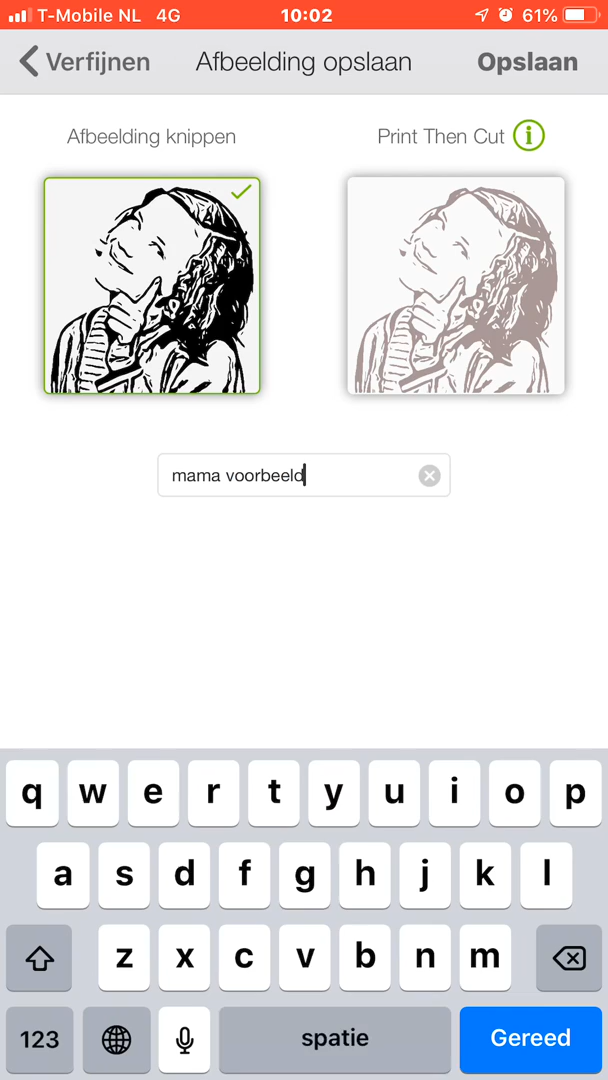 T-Mobile NL 4G 10:02 61%
Verfijnen Afbeelding opslaan Opslaan
Afbeelding knippen Print Then Cut i
mama voorbeeld
q w e r t y u i o p
a s d f g h j k l
z x c v b n m
123 spatie Gereed